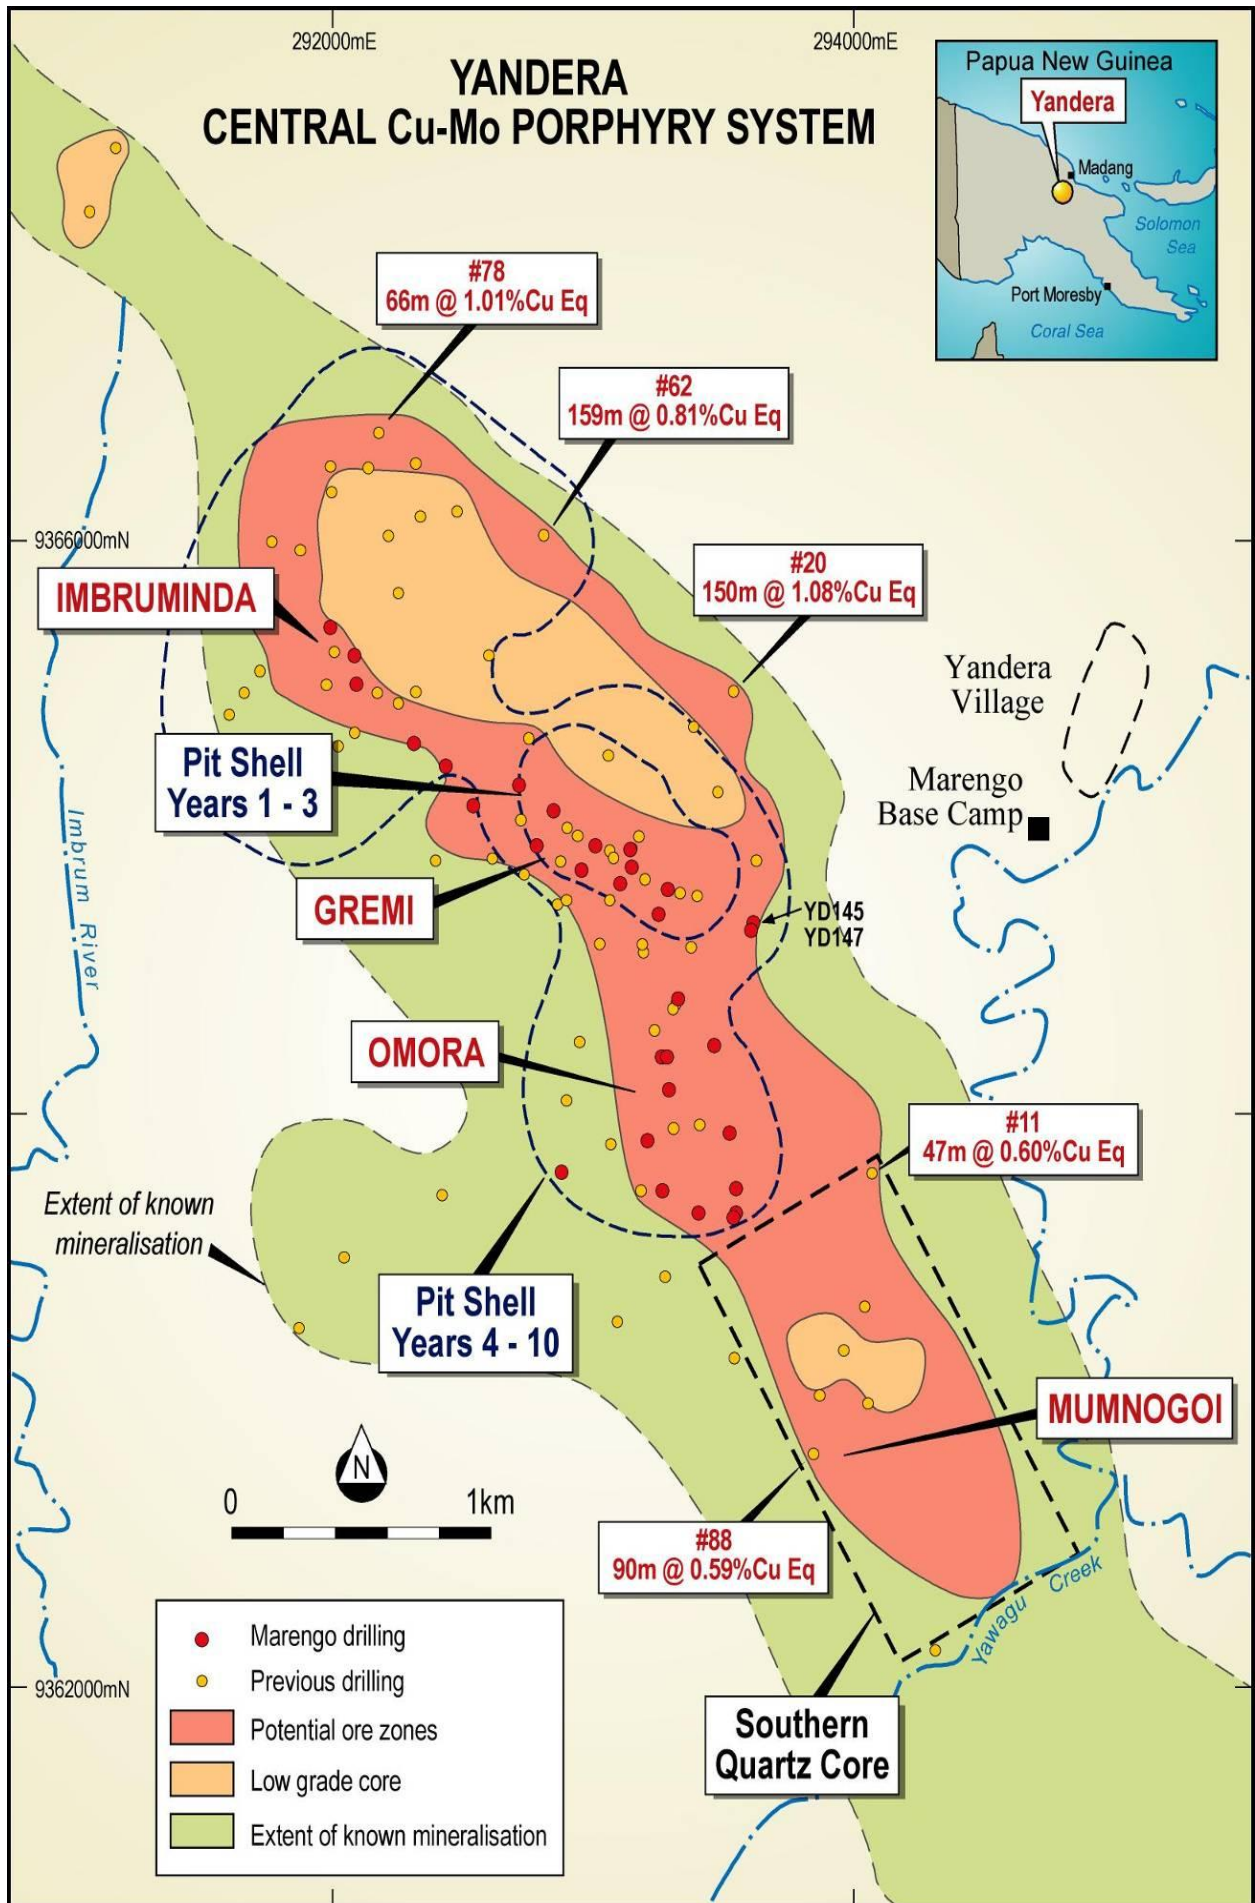 292000mE
294000mE
YANDERA
CENTRAL Cu-Mo PORPHYRY SYSTEM
Papua New Guinea
Yandera
Madang
Solomon
Sea
Port Moresby
Coral Sea
#78
66m @ 1.01%Cu Eq
#62
159m @ 0.81%Cu Eq
9366000mN
#20
150m @ 1.08%Cu Eq
IMBRUMINDA
Yandera
Village
Pit Shell
Years 1 - 3
Marengo
Base Camp
Imbrum River
GREMI
YD145
YD147
OMORA
#11
47m @ 0.60%Cu Eq
Extent of known
mineralisation
Pit Shell
Years 4 - 10
MUMNOGOI
N
0 1km
#88
90m @ 0.59%Cu Eq
Yawagu Creek
Marengo drilling
Previous drilling
9362000mN
Potential ore zones
Low grade core
Extent of known mineralisation
Southern
Quartz Core